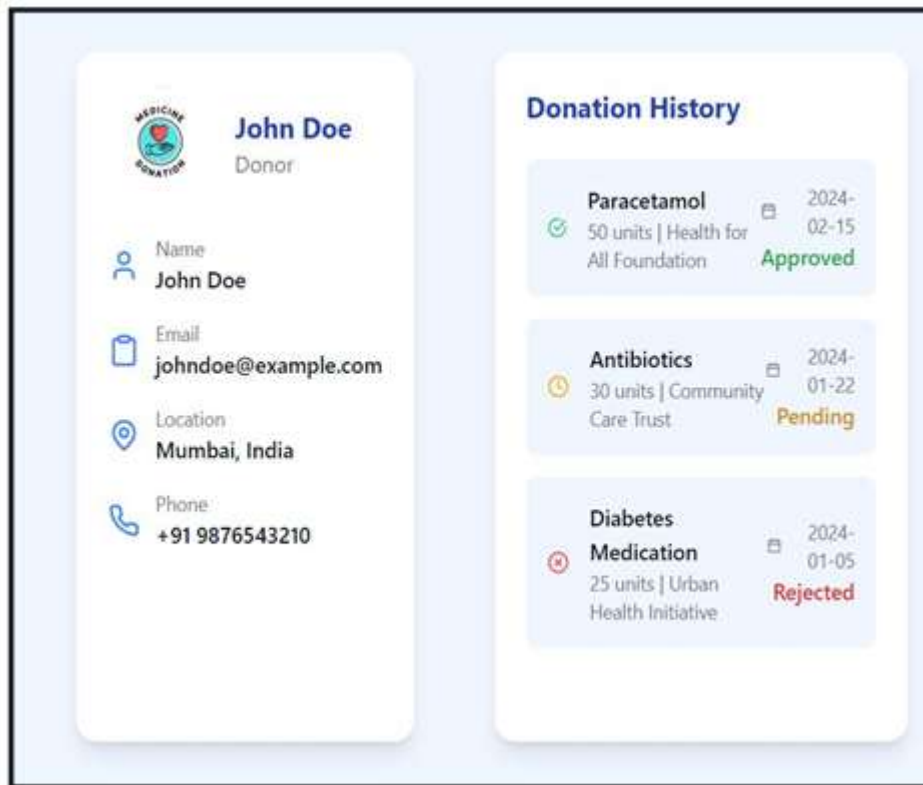 MEDICINE
DONATION
John Doe
Donor
Name
John Doe
Email
johndoe@example.com
Location
Mumbai, India
Phone
+91 9876543210
Donation History
Paracetamol
50 units | Health for
All Foundation
2024-
02-15
Approved
Antibiotics
30 units | Community
Care Trust
2024-
01-22
Pending
Diabetes
Medication
25 units | Urban
Health Initiative
2024-
01-05
Rejected